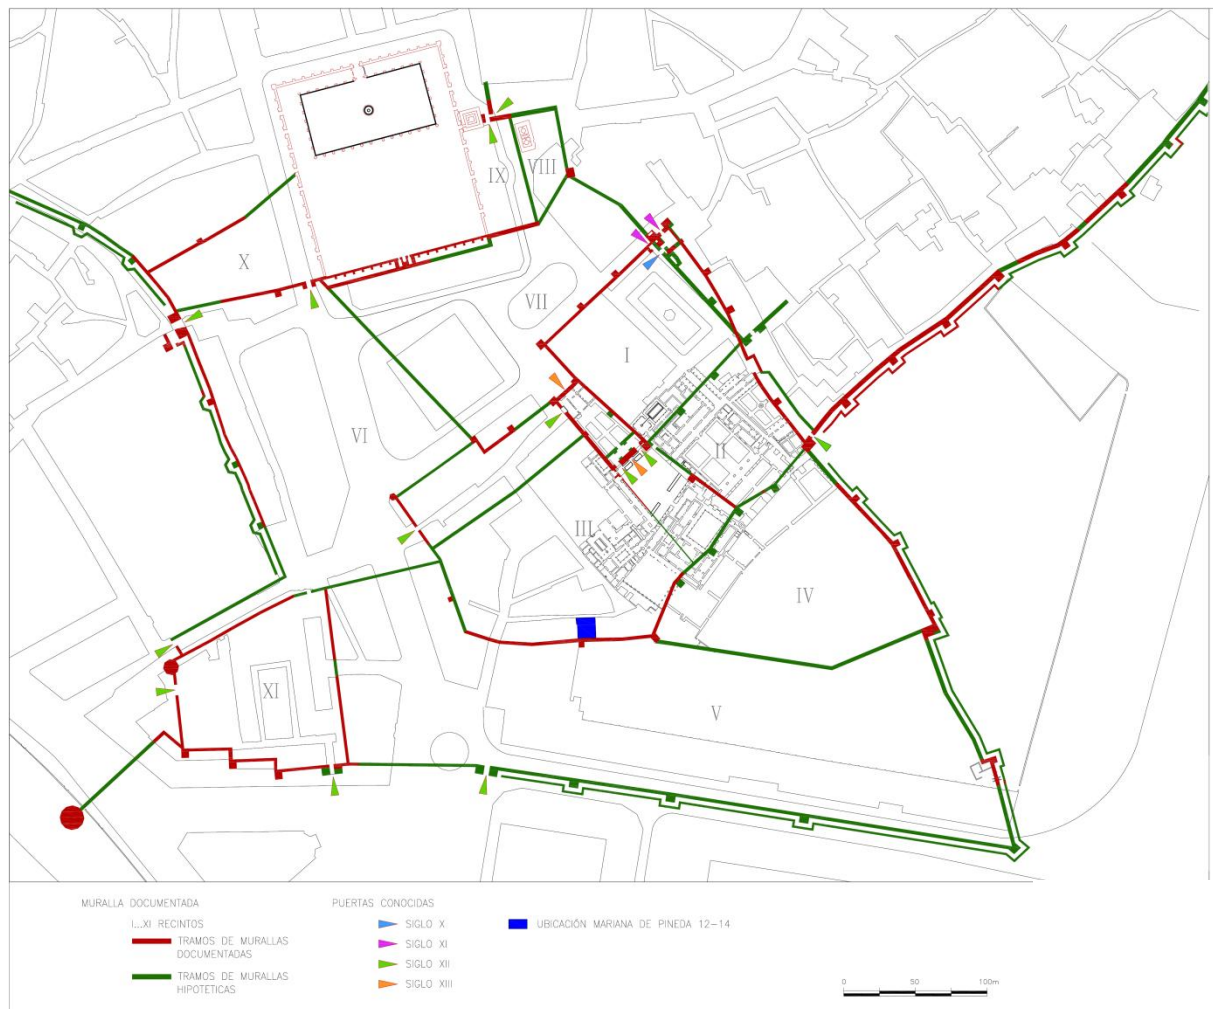 IX
VIII
X
VII
I
VI
II
III
IV
XI
V
MURALLA DOCUMENTADA
I...XI RECINTOS
TRAMOS DE MURALLAS
DOCUMENTADAS
TRAMOS DE MURALLAS
HIPOTETICAS
PUERTAS CONOCIDAS
SIGLO X
SIGLO XI
SIGLO XII
SIGLO XIII
UBICACIÓN MARIANA DE PINEDA 12-14
0 50 100m